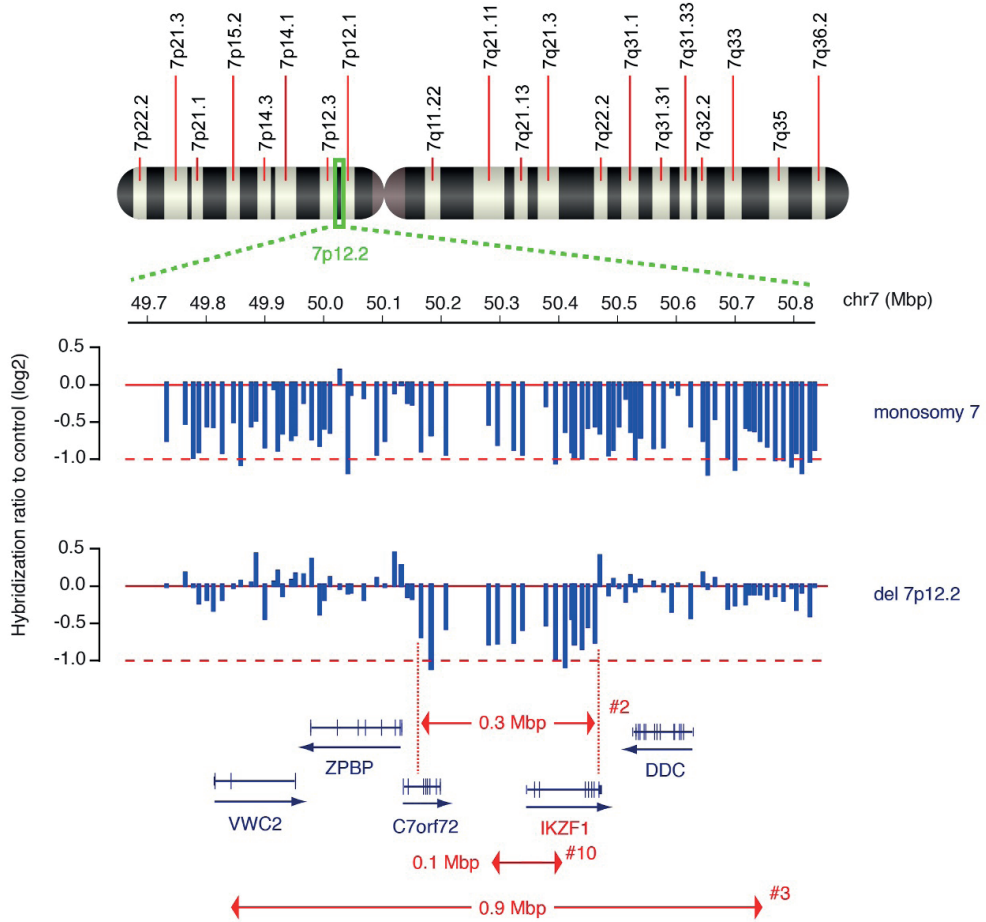 7p21.3
7p15.2
7p14.1
7p12.1
7q21.11
7q21.3
7q31.1
7q31.33
7q33
7q36.2
7p22.2
7p21.1
7p14.3
7p12.3
7q11.22
7q21.13
7q22.2
7q31.31
7q32.2
7q35
7p12.2
49.7 49.8 49.9 50.0 50.1 50.2 50.3 50.4 50.5 50.6 50.7 50.8 chr7 (Mbp)
Hybridization ratio to control (log2)
0.5
0.0
-0.5
-1.0
monosomy 7
0.5
0.0
-0.5
-1.0
del 7p12.2
0.3 Mbp #2
ZPBP
DDC
VWC2
C7orf72
IKZF1
0.1 Mbp #10
0.9 Mbp #3